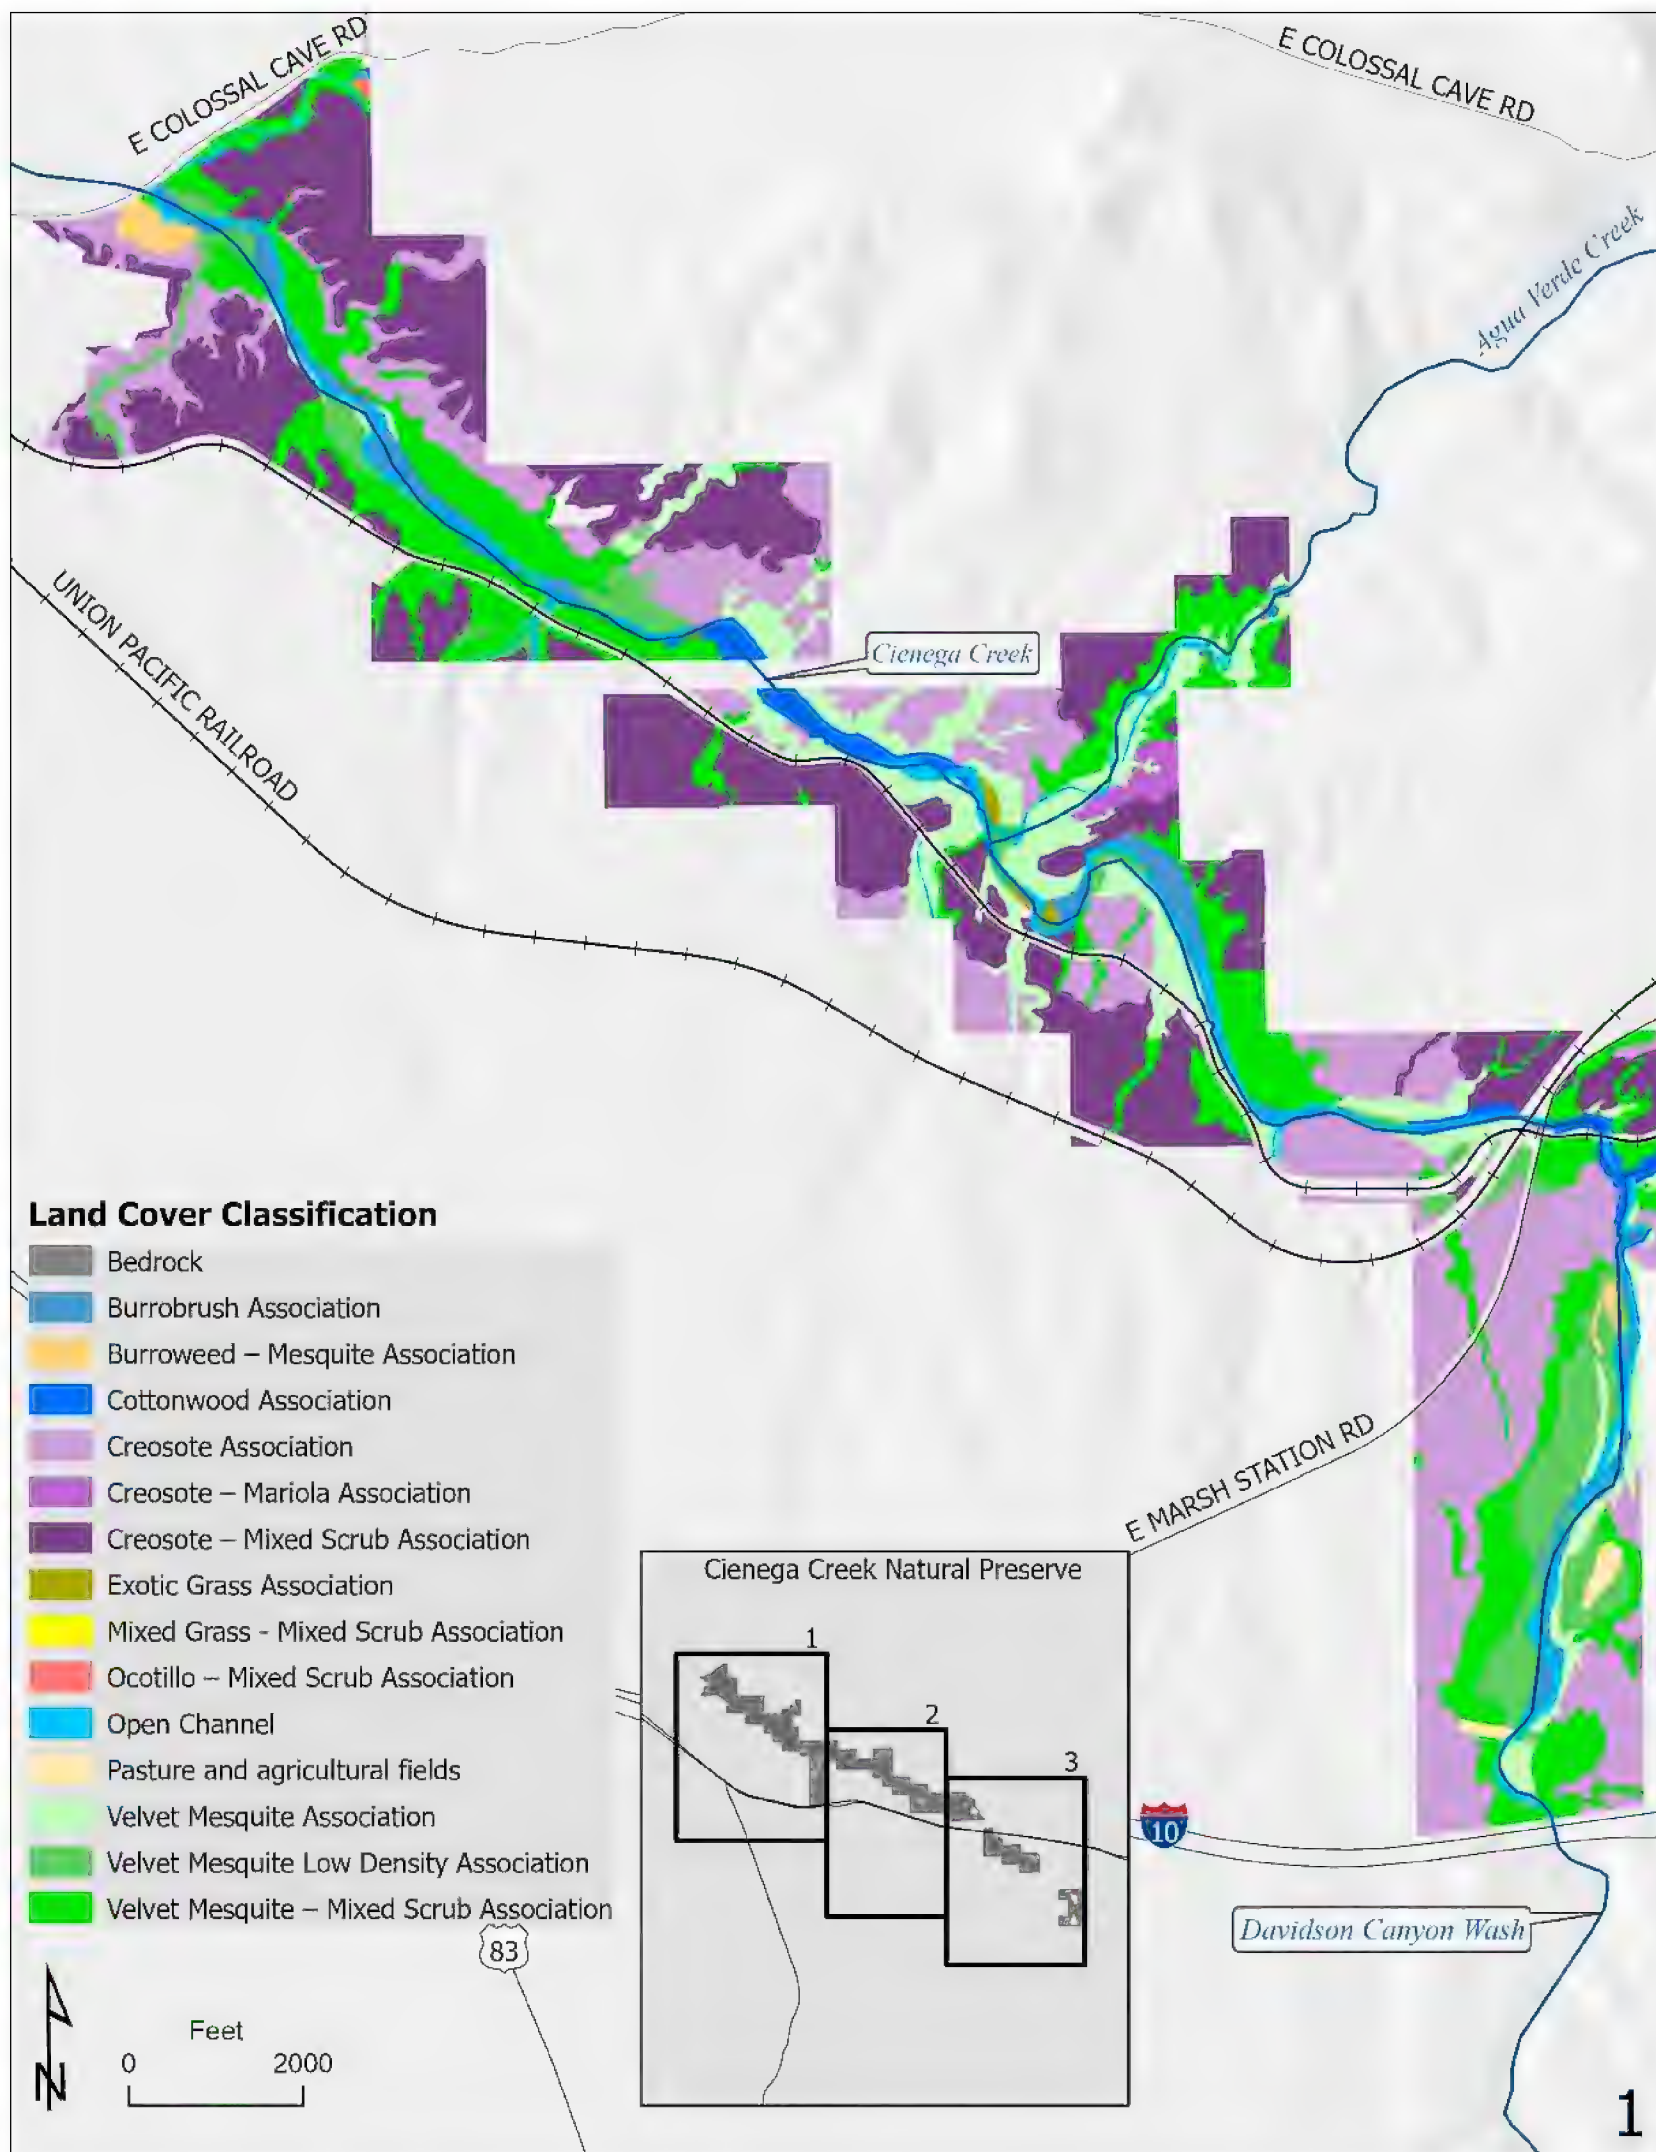 E COLOSSAL CAVE RD
E COLOSSAL CAVE RD
Agua Verde Creek
UNION PACIFIC RAILROAD
Cienega Creek
Land Cover Classification
Bedrock
Burrobrush Association
Burroweed – Mesquite Association
Cottonwood Association
Creosote Association
Creosote – Mariola Association
Creosote – Mixed Scrub Association
Exotic Grass Association
Mixed Grass - Mixed Scrub Association
Ocotillo – Mixed Scrub Association
Open Channel
Pasture and agricultural fields
Velvet Mesquite Association
Velvet Mesquite Low Density Association
Velvet Mesquite – Mixed Scrub Association
E MARSH STATION RD
Cienega Creek Natural Preserve
1
2
3
10
83
Davidson Canyon Wash
Feet
0 2000
N
1